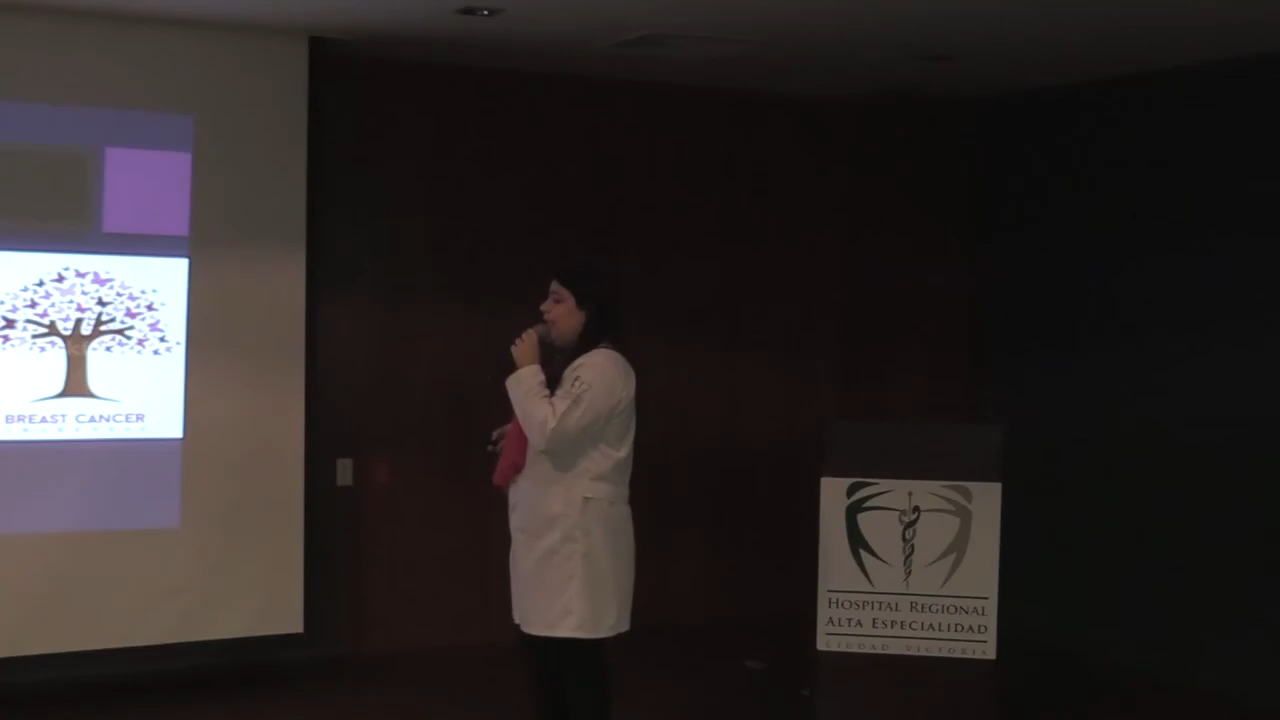 BREAST CANCER
HOSPITAL REGIONAL
ALTA ESPECIALIDAD
CIUDAD VICTORIA